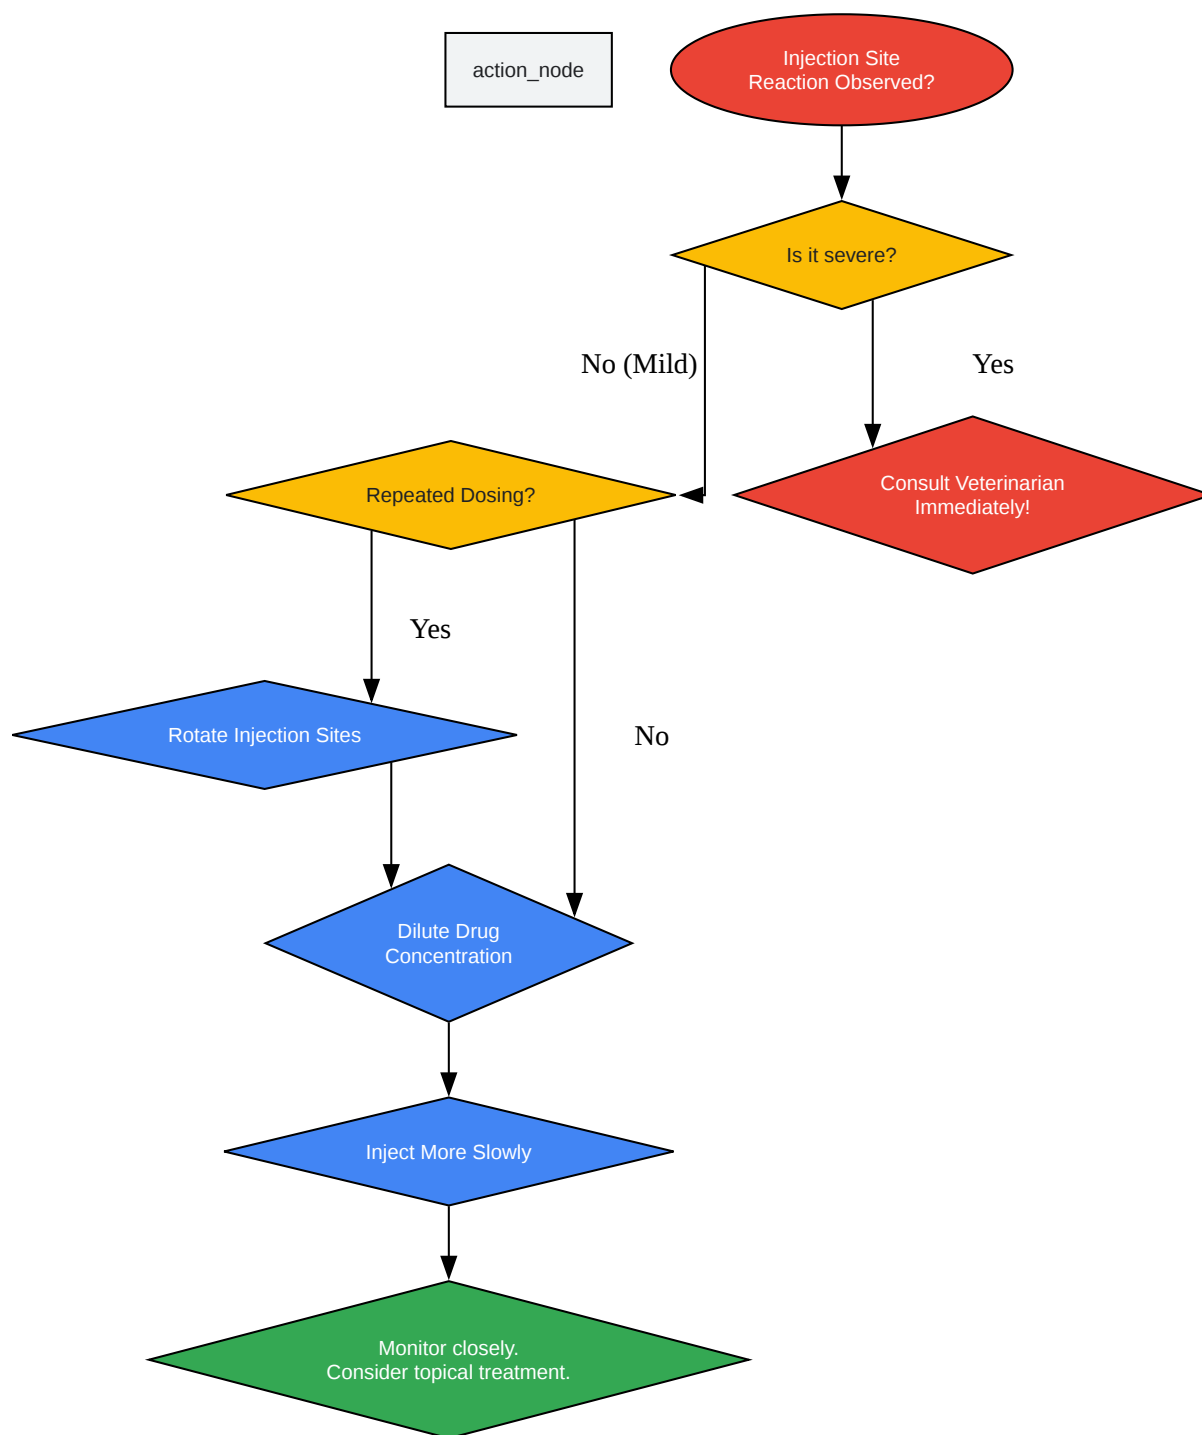 action_node
Injection Site
Reaction Observed?
Is it severe?
No (Mild)
Yes
Repeated Dosing?
Consult Veterinarian
Immediately!
Yes
Rotate Injection Sites
No
Dilute Drug
Concentration
Inject More Slowly
Monitor closely.
Consider topical treatment.